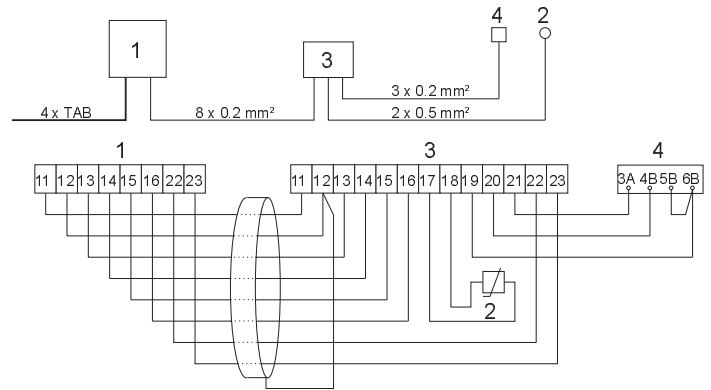 4 2
1
3
3 x 0.2 mm²
4 x TAB 8 x 0.2 mm² 2 x 0.5 mm²
1 3 4
11 12 13 14 15 16 22 23
11 12 13 14 15 16 17 18 19 20 21 22 23
3A 4B 5B 6B
2